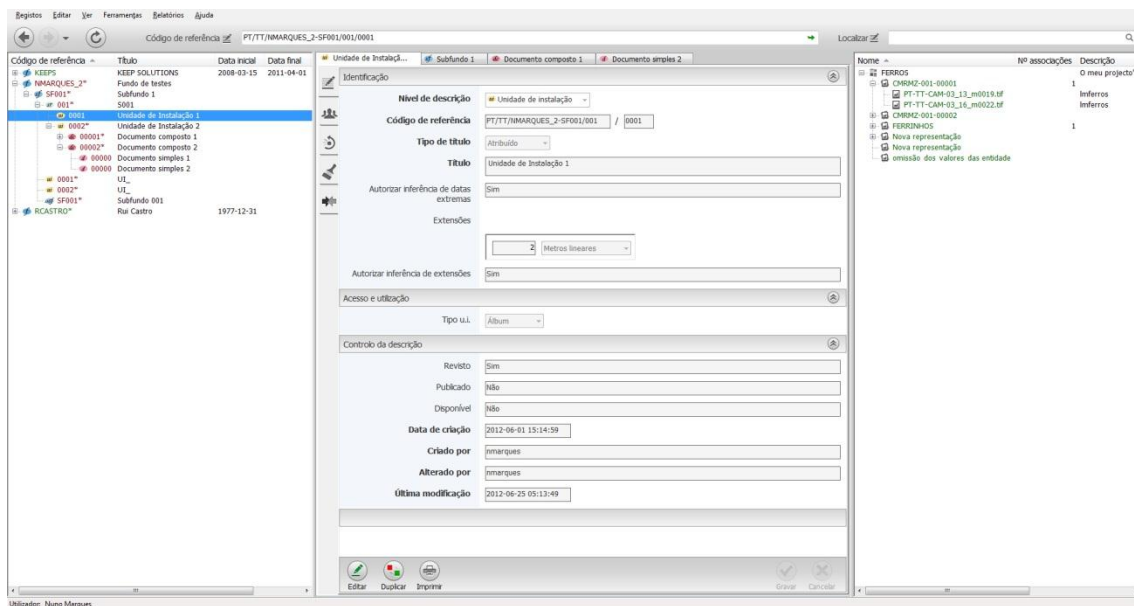 Registos Editar Ver Ferramentas Relatórios Ajuda
Código de referência PT/TT/NMARQUES_2-SF001/001/0001 Localizar
Código de referência Título Data inicial Data final
KEEPS KEEP SOLUTIONS 2008-03-15 2011-04-01
NMARQUES_2* Fundo de testes
SF001* Subfundo 1
001* S001
0001 Unidade de Instalação 1
0002* Unidade de Instalação 2
00001* Documento composto 1
00002* Documento composto 2
00000 Documento simples 1
00000 Documento simples 2
0001* UI_
0002* UI_
SF001* Subfundo 001
RCASTRO* Rui Castro 1977-12-31
Unidade de Instalaçã... Subfundo 1 Documento composto 1 Documento simples 2
Identificação
Nível de descrição Unidade de instalação
Código de referência PT/TT/NMARQUES_2-SF001/001 / 0001
Tipo de título Atribuído
Título Unidade de Instalação 1
Autorizar inferência de datas extremas Sim
Extensões
2 Metros lineares
Autorizar inferência de extensões Sim
Acesso e utilização
Tipo u.i. Álbum
Controlo da descrição
Revisto Sim
Publicado Não
Disponível Não
Data de criação 2012-06-01 15:14:59
Criado por nmarques
Alterado por nmarques
Última modificação 2012-06-25 05:13:49
Editar Duplicar Imprimir Gravar Cancelar
Nome Nº associações Descrição
FERROS O meu projecto
CMRMZ-001-00001 1
PT-TT-CAM-03_13_m0019.tif Imferros
PT-TT-CAM-03_16_m0022.tif Imferros
CMRMZ-001-00002
FERRINHOS 1
Nova representação
Nova representação
omissão dos valores das entidade
Utilizador: Nuno Marques